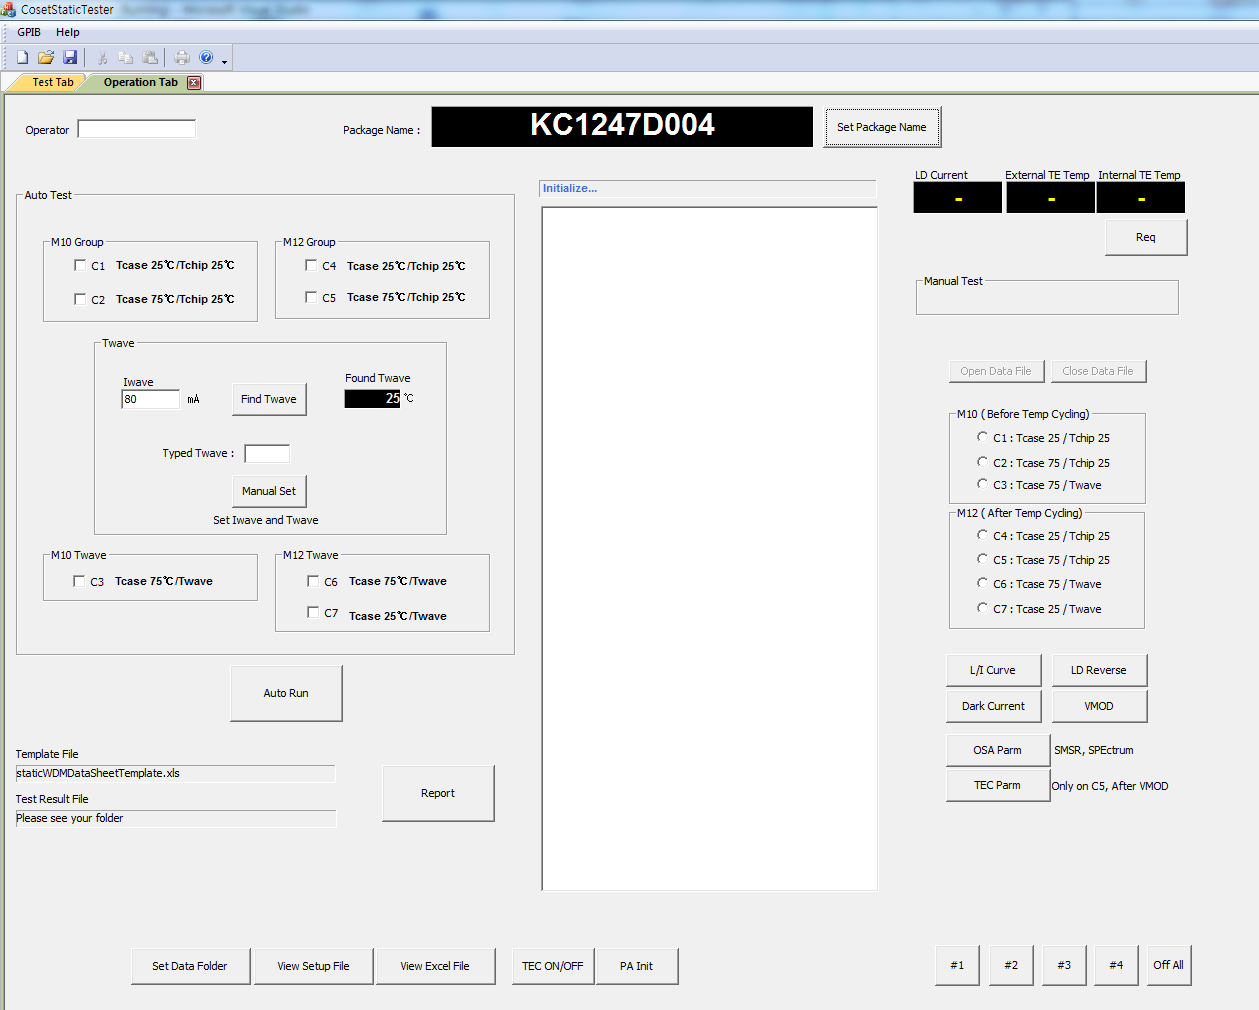 CosetStaticTester
GPIB Help
Test Tab Operation Tab
Operator
Package Name :
KC1247D004
Set Package Name
LD Current External TE Temp Internal TE Temp
- - -
Req
Initialize...
Auto Test
M10 Group
C1 Tcase 25℃/Tchip 25℃
C2 Tcase 75℃/Tchip 25℃
M12 Group
C4 Tcase 25℃/Tchip 25℃
C5 Tcase 75℃/Tchip 25℃
Twave
Iwave
80 mA
Find Twave
Found Twave
25 ℃
Typed Twave :
Manual Set
Set Iwave and Twave
M10 Twave
C3 Tcase 75℃/Twave
M12 Twave
C6 Tcase 75℃/Twave
C7 Tcase 25℃/Twave
Auto Run
Template File
staticWDMDataSheetTemplate.xls
Test Result File
Please see your folder
Report
Manual Test
Open Data File Close Data File
M10 ( Before Temp Cycling)
C1 : Tcase 25 / Tchip 25
C2 : Tcase 75 / Tchip 25
C3 : Tcase 75 / Twave
M12 ( After Temp Cycling)
C4 : Tcase 25 / Tchip 25
C5 : Tcase 75 / Tchip 25
C6 : Tcase 75 / Twave
C7 : Tcase 25 / Twave
L/I Curve LD Reverse
Dark Current VMOD
OSA Parm SMSR, SPEctrum
TEC Parm Only on C5, After VMOD
Set Data Folder View Setup File View Excel File TEC ON/OFF PA Init
#1 #2 #3 #4 Off All